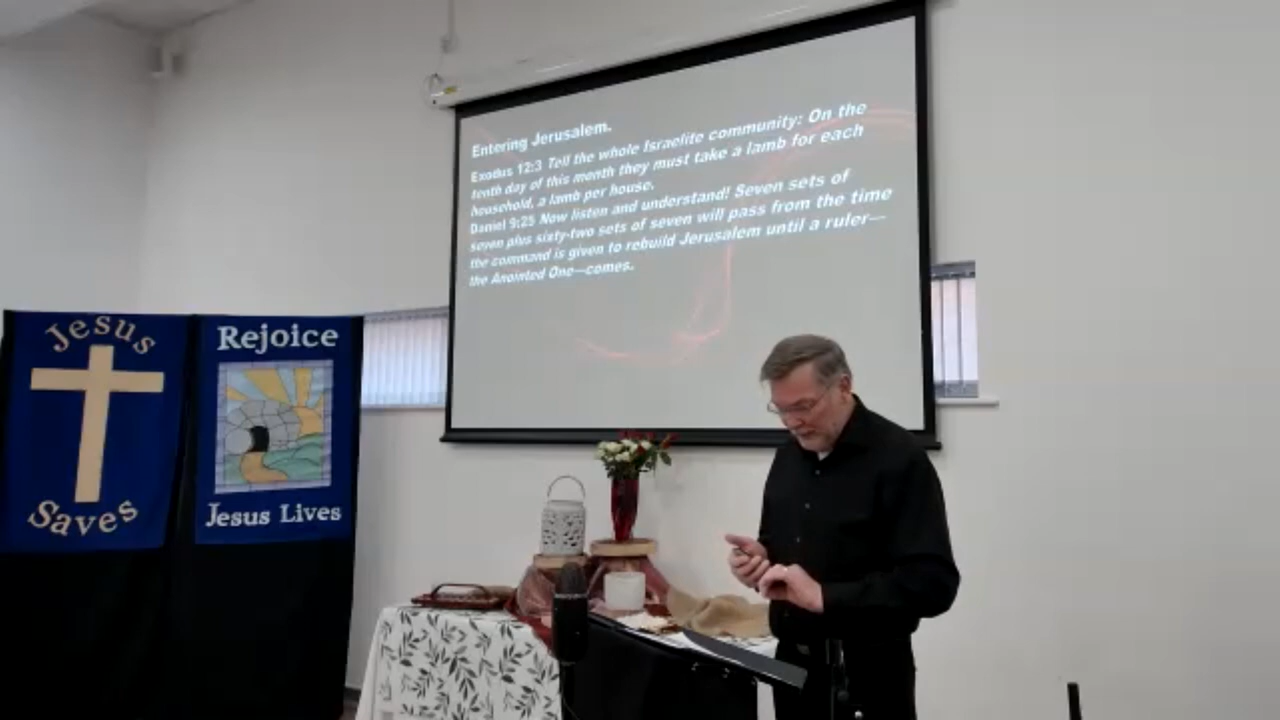 Entering Jerusalem.
Exodus 12:3 Tell the whole Israelite community: On the
tenth day of this month they must take a lamb for each
household, a lamb per house.
Daniel 9:25 Now listen and understand! Seven sets of
seven plus sixty-two sets of seven will pass from the time
the command is given to rebuild Jerusalem until a ruler—
the Anointed One—comes.
Jesus
Saves
Rejoice
Jesus Lives